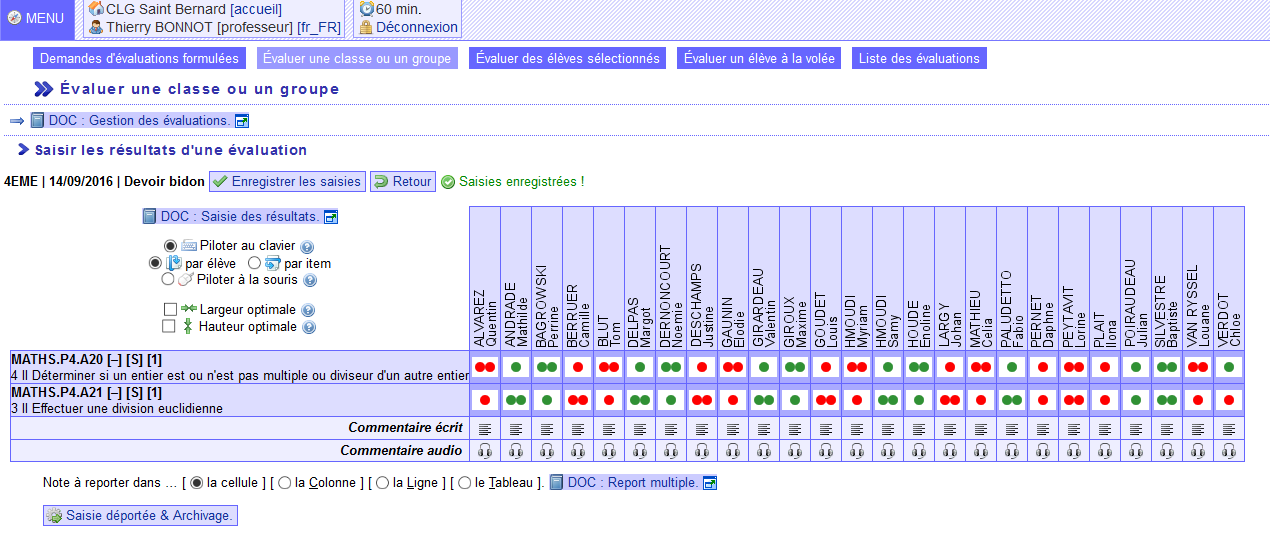 MENU
CLG Saint Bernard [accueil]
Thierry BONNOT [professeur] [fr_FR]
60 min.
Déconnexion
Demandes d'évaluations formulées
Évaluer une classe ou un groupe
Évaluer des élèves sélectionnés
Évaluer un élève à la volée
Liste des évaluations
Évaluer une classe ou un groupe
DOC : Gestion des évaluations.
Saisir les résultats d'une évaluation
4EME | 14/09/2016 | Devoir bidon
Enregistrer les saisies
Retour
Saisies enregistrées !
DOC : Saisie des résultats.
Piloter au clavier
par élève
par item
Piloter à la souris
Largeur optimale
Hauteur optimale
ALVAREZ Quentin
ANDRADE Mathilde
BAGROWSKI Perrine
BERRUER Camille
BLUT Tom
DELPAS Margot
DERNONCOURT Noemie
DESCHAMPS Justine
GAUNIN Elodie
GIRARDEAU Valentin
GIROUX Maxime
GOUDET Louis
HMOUDI Myriam
HMOUDI Samy
HOUDE Enoline
LARGY Johan
MATHIEU Celia
PALUDETTO Fabio
PERNET Daphne
PEYTAVIT Lorine
PLAIT Ilona
POIRAUDEAU Julian
SILVESTRE Baptiste
VAN RYSSEL Louane
VERDOT Chloe
MATHS.P4.A20 [–] [S] [1]
4 II Déterminer si un entier est ou n'est pas multiple ou diviseur d'un autre entier
MATHS.P4.A21 [–] [S] [1]
3 II Effectuer une division euclidienne
Commentaire écrit
Commentaire audio
Note à reporter dans ... [ la cellule ] [ la Colonne ] [ la Ligne ] [ le Tableau ]. DOC : Report multiple.
Saisie déportée & Archivage.